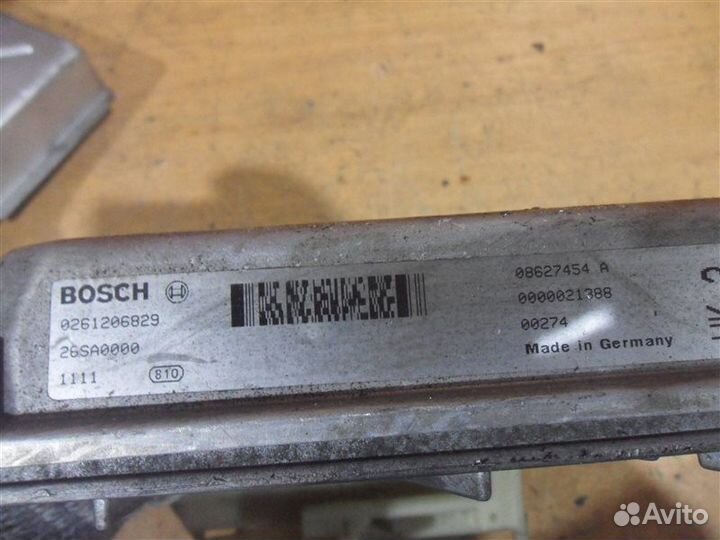 BOSCH
0261206829
26SA0000
1111 810
08627454 A
0000021388
00274
Made in Germany
Avito